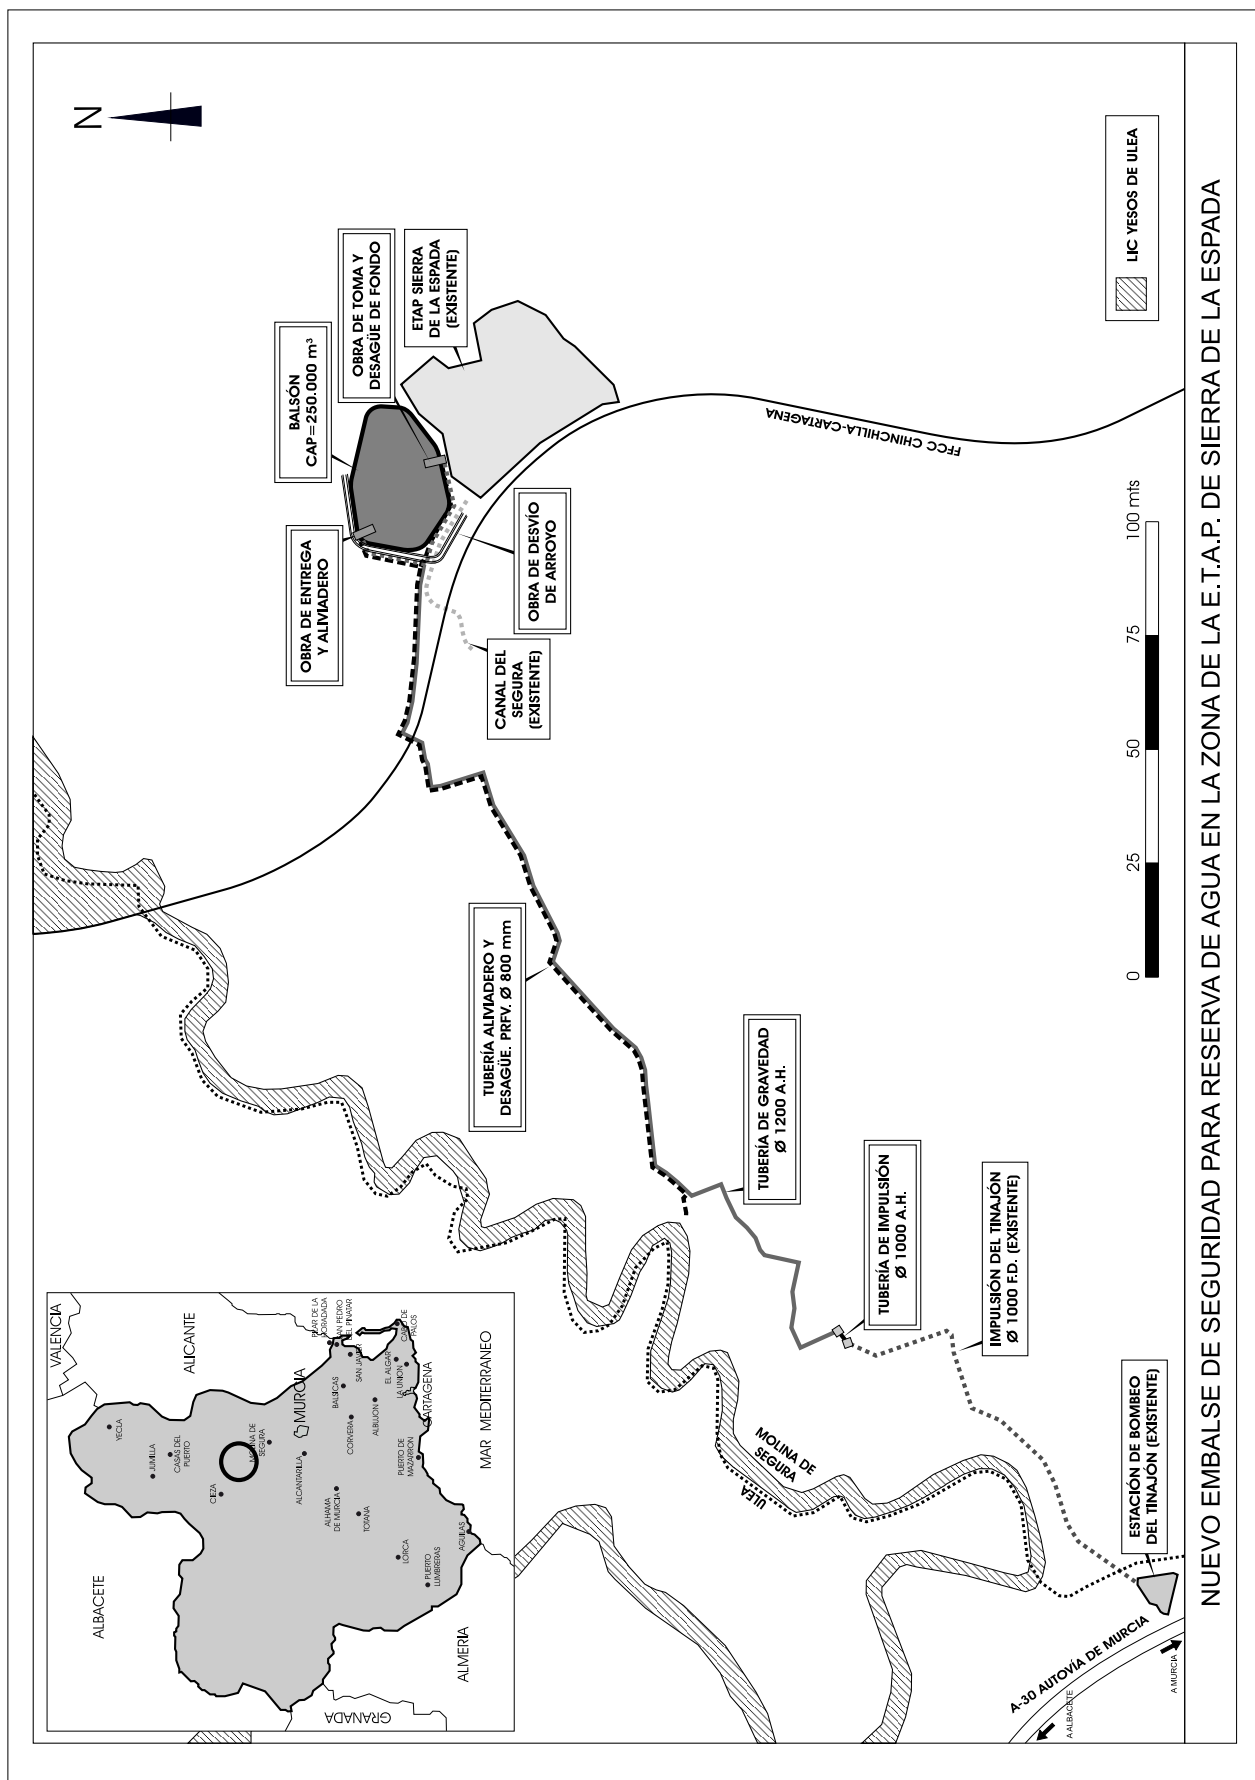 N
BALSÓN
CAP=250.000 m³
OBRA DE TOMA Y
DESAGÜE DE FONDO
ETAP SIERRA
DE LA ESPADA
(EXISTENTE)
OBRA DE ENTREGA
Y ALIVIADERO
OBRA DE DESVÍO
DE ARROYO
CANAL DEL
SEGURA
(EXISTENTE)
FFCC CHINCHILLA-CARTAGENA
TUBERÍA ALIVIADERO Y
DESAGÜE. PRFV. Ø 800 mm
TUBERÍA DE GRAVEDAD
Ø 1200 A.H.
TUBERÍA DE IMPULSIÓN
Ø 1000 A.H.
IMPULSIÓN DEL TINAJÓN
Ø 1000 F.D. (EXISTENTE)
ESTACIÓN DE BOMBEO
DEL TINAJÓN (EXISTENTE)
MOLINA DE
SEGURA
ULEA
A-30 AUTOVÍA DE MURCIA
A ALBACETE
A MURCIA
VALENCIA
ALBACETE
ALICANTE
YECLA
JUMILLA
CASAS DEL
PUERTO
CIEZA
MOLINA DE
SEGURA
MURCIA
ALCANTARILLA
PILAR DE LA
HORADADA
SAN PEDRO
DEL PINATAR
SAN JAVIER
BALSICAS
CORVERA
ALHAMA
DE MURCIA
TOTANA
ALBUJON
EL ALGAR
LA UNION
CABO DE
PALOS
CARTAGENA
PUERTO DE
MAZARRON
LORCA
PUERTO
LUMBRERAS
AGUILAS
GRANADA
ALMERIA
MAR MEDITERRANEO
0 25 50 75 100 mts
LIC YESOS DE ULEA
NUEVO EMBALSE DE SEGURIDAD PARA RESERVA DE AGUA EN LA ZONA DE LA E.T.A.P. DE SIERRA DE LA ESPADA